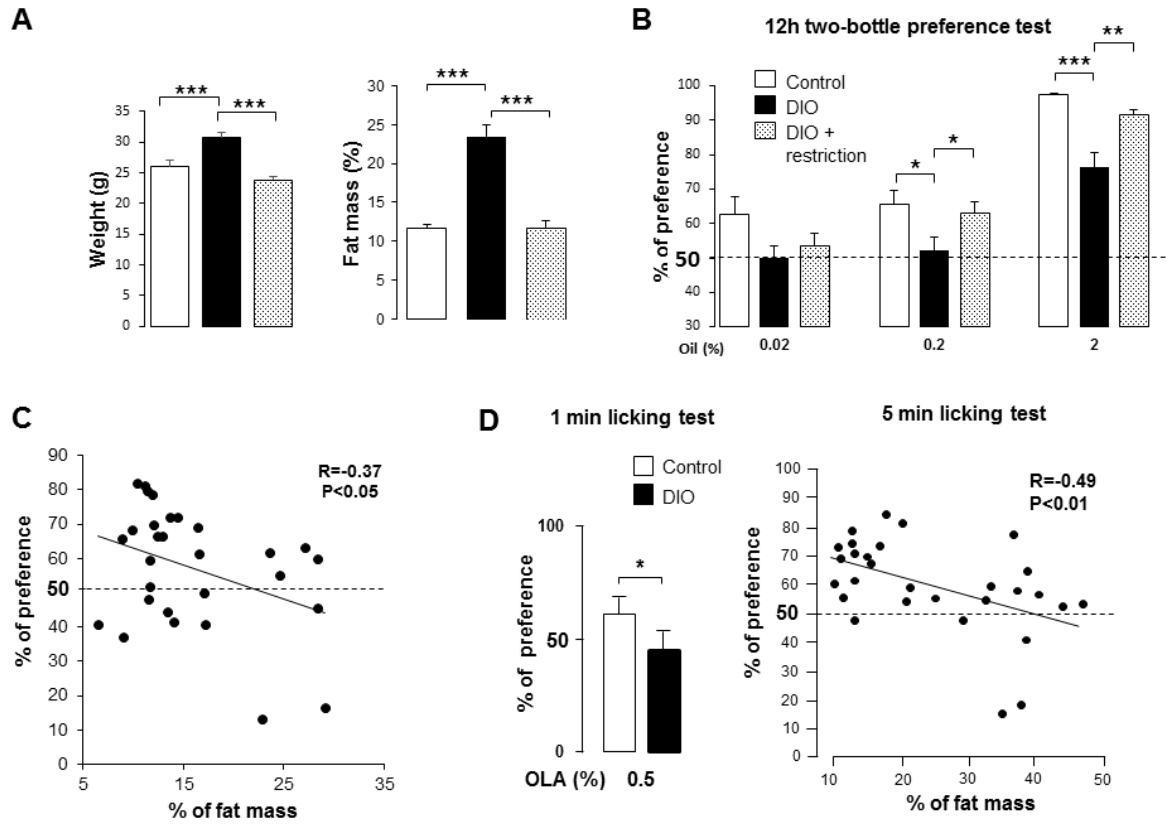 A
***
***
35
30
25
20
15
10
5
0
Weight (g)
***
***
30
25
20
15
10
5
0
Fat mass (%)
B
12h two-bottle preference test
Control
DIO
DIO +
restriction
***
**
*
*
100
90
80
70
60
50
40
30
% of preference
Oil (%)
0.02
0.2
2
C
R=-0.37
P<0.05
90
80
70
60
50
40
30
20
10
0
% of preference
5
15
25
35
% of fat mass
D
1 min licking test
Control
DIO
*
100
50
0
% of preference
OLA (%)
0.5
5 min licking test
R=-0.49
P<0.01
100
90
80
70
60
50
40
30
20
10
0
% of preference
10
20
30
40
50
% of fat mass